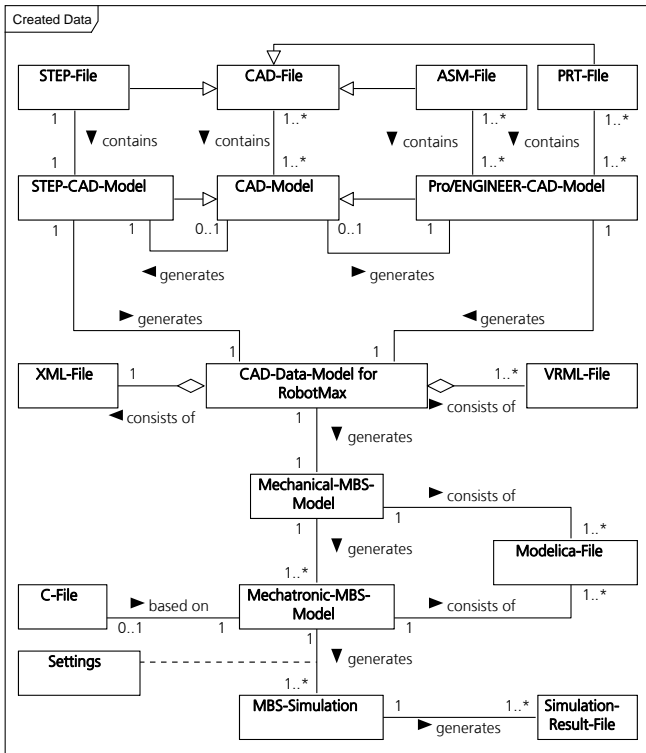 Created Data
STEP-File
CAD-File
ASM-File
PRT-FIle
1
1..*
1..*
1..*
contains
contains
contains
contains
1
1..*
1..*
1..*
STEP-CAD-Model
CAD-Model
Pro/ENGINEER-CAD-Model
1
1
0..1
0..1
1
1
generates
generates
generates
generates
1
1
XML-File
1
CAD-Data-Model for
RobotMax
1..*
VRML-File
consists of
consists of
1
generates
1
Mechanical-MBS-
Model
consists of
1
1
1..*
generates
Modelica-File
1..*
1..*
C-File
based on
Mechatronic-MBS-
Model
consists of
0..1
1
1
1
Settings
generates
1..*
MBS-Simulation
1
1..*
Simulation-
Result-File
generates